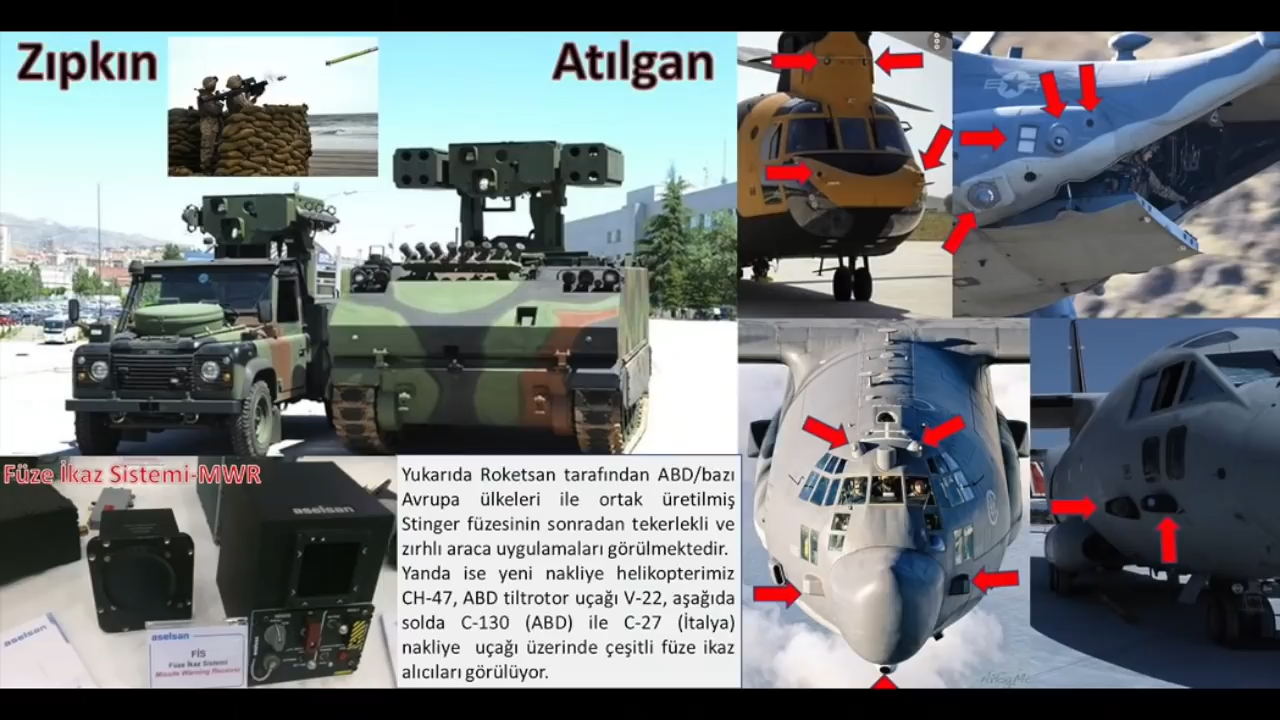 Zıpkın
Atılgan
Füze İkaz Sistemi-MWR
aselsan
aselsan
aselsan
FİS
Füze İkaz Sistemi
Missile Warning Receiver
Yukarıda Roketsan tarafından ABD/bazı
Avrupa ülkeleri ile ortak üretilmiş
Stinger füzesinin sonradan tekerlekli ve
zırhlı araca uygulamaları görülmektedir.
Yanda ise yeni nakliye helikopterimiz
CH-47, ABD tiltrotor uçağı V-22, aşağıda
solda C-130 (ABD) ile C-27 (İtalya)
nakliye uçağı üzerinde çeşitli füze ikaz
alıcıları görülüyor.